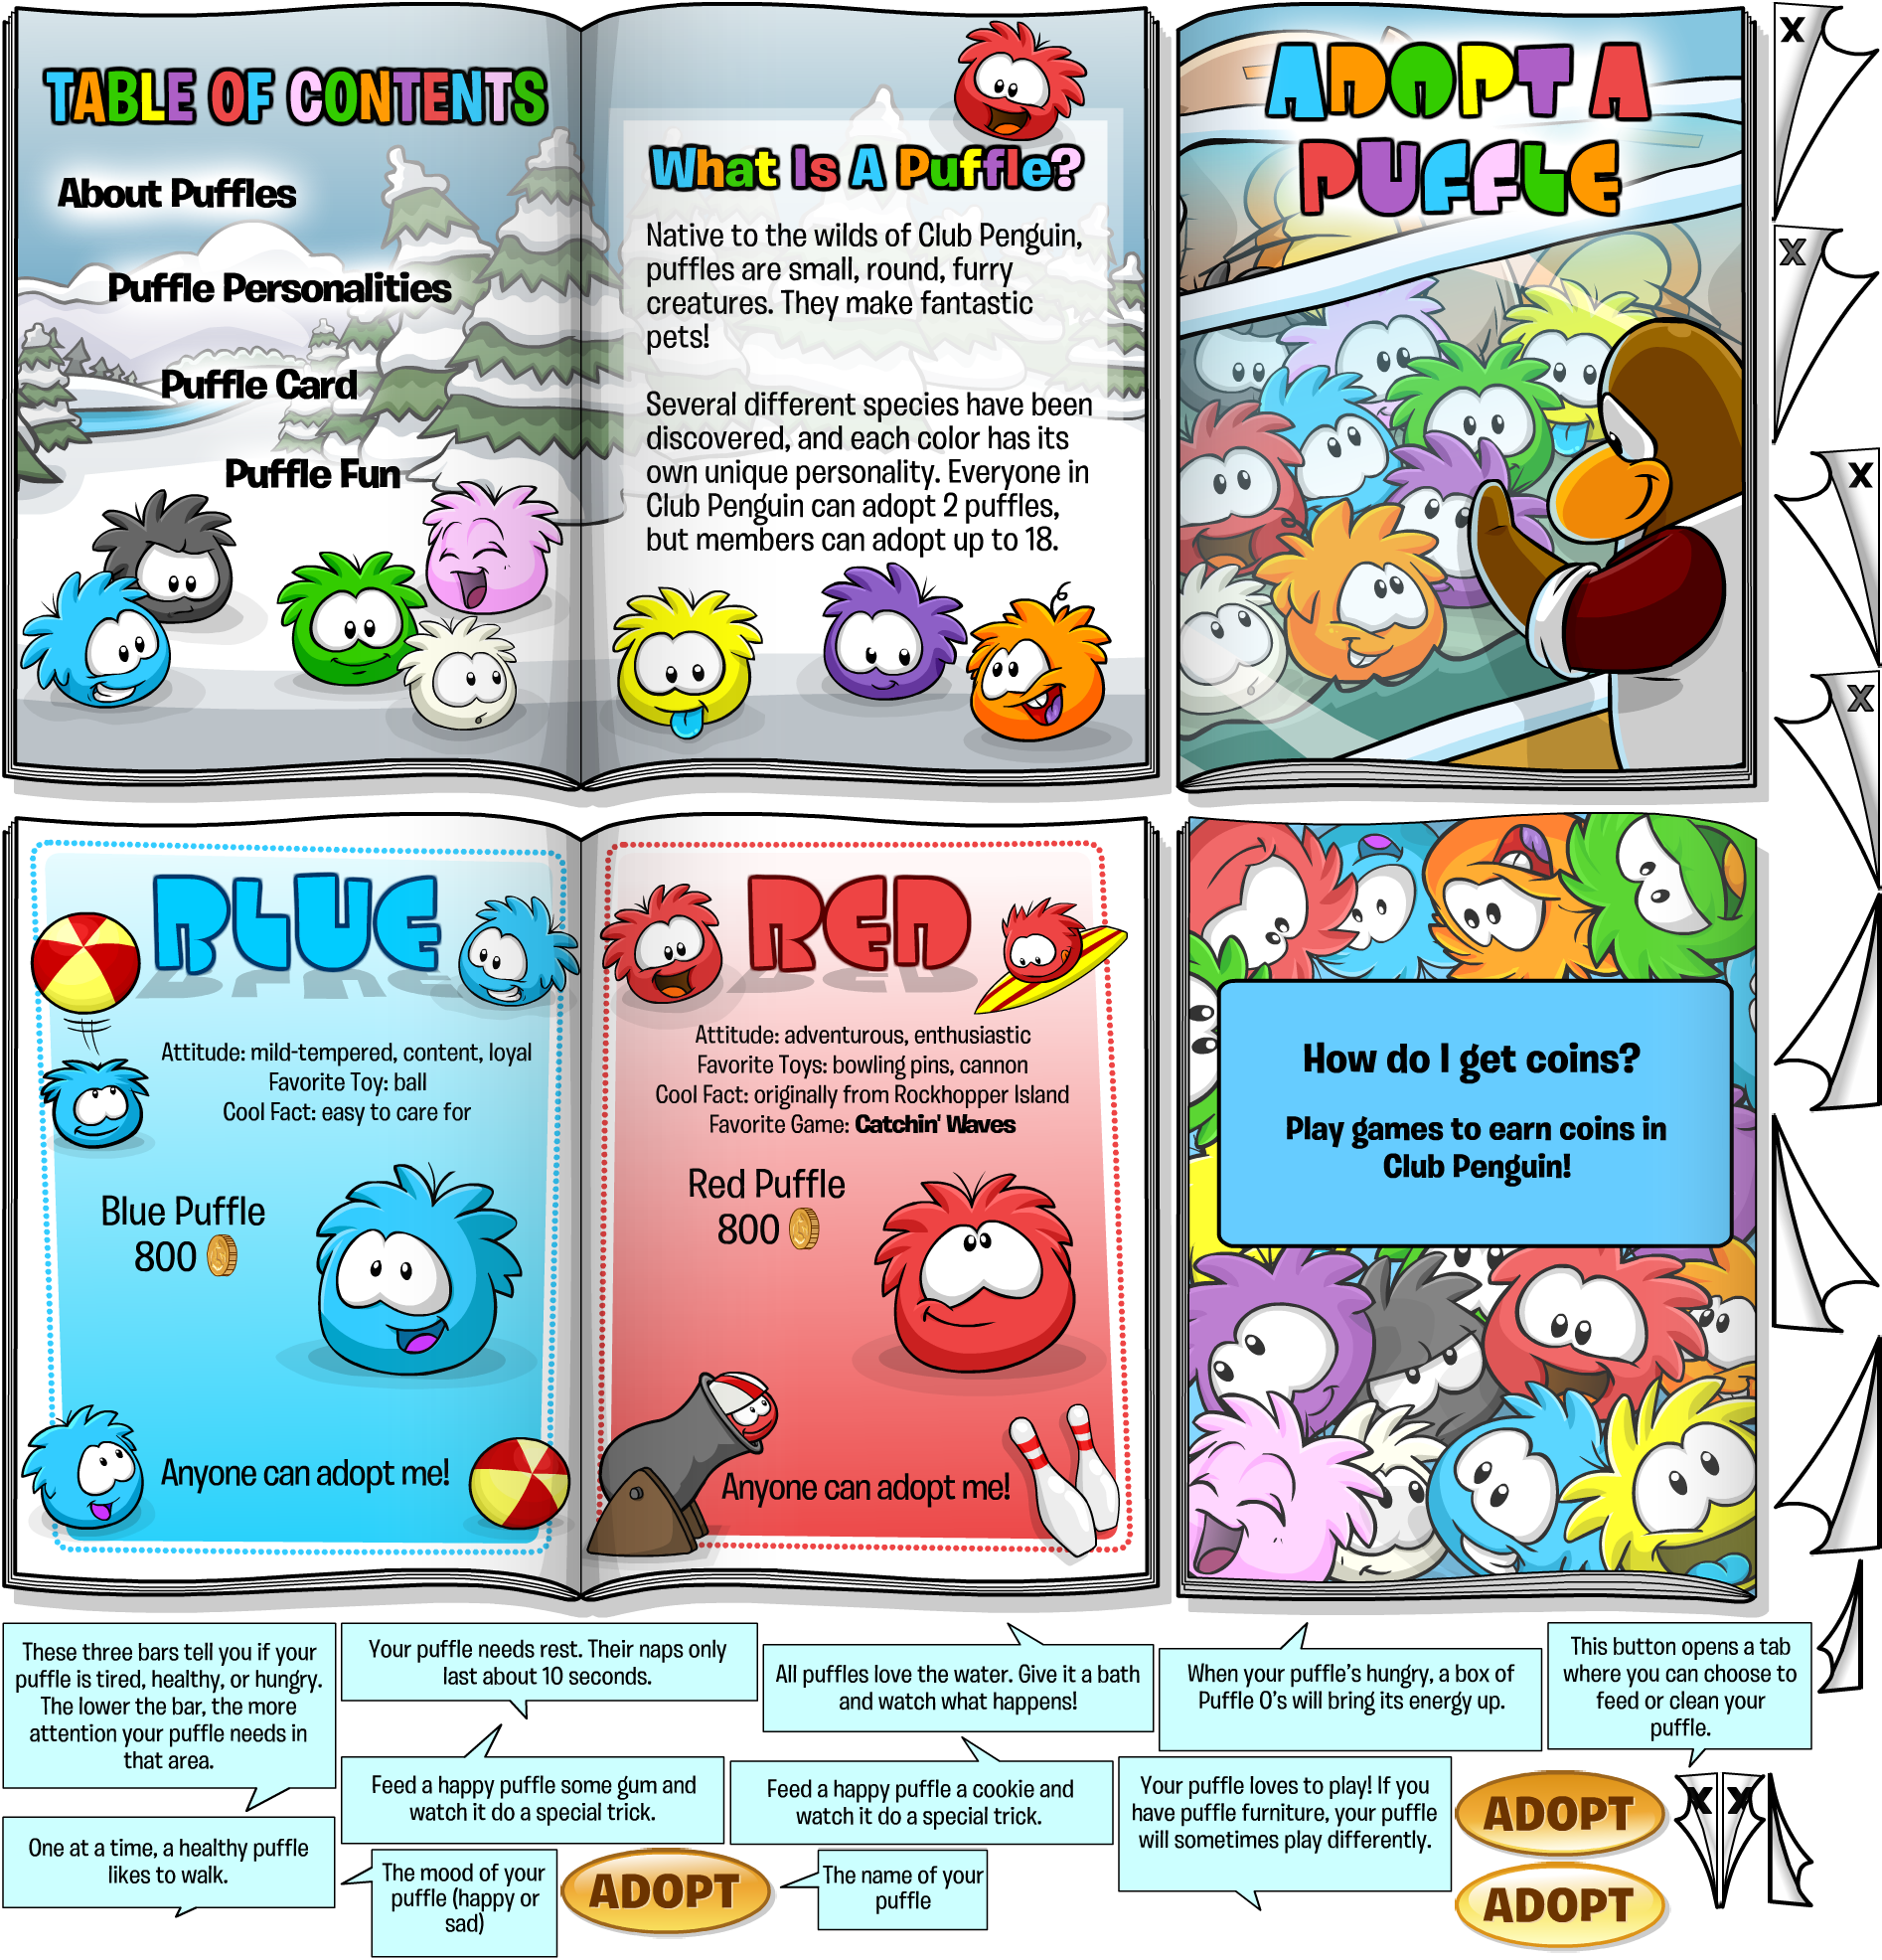 TABLE OF CONTENTS
About Puffles
Puffle Personalities
Puffle Card
Puffle Fun
What Is A Puffle?
Native to the wilds of Club Penguin,
puffles are small, round, furry
creatures. They make fantastic
pets!
Several different species have been
discovered, and each color has its
own unique personality. Everyone in
Club Penguin can adopt 2 puffles,
but members can adopt up to 18.
ADOPT A
PUFFLE
X
X
X
X
BLUE
Attitude: mild-tempered, content, loyal
Favorite Toy: ball
Cool Fact: easy to care for
Blue Puffle
800
Anyone can adopt me!
RED
Attitude: adventurous, enthusiastic
Favorite Toys: bowling pins, cannon
Cool Fact: originally from Rockhopper Island
Favorite Game: Catchin' Waves
Red Puffle
800
Anyone can adopt me!
How do I get coins?
Play games to earn coins in
Club Penguin!
These three bars tell you if your
puffle is tired, healthy, or hungry.
The lower the bar, the more
attention your puffle needs in
that area.
Your puffle needs rest. Their naps only
last about 10 seconds.
All puffles love the water. Give it a bath
and watch what happens!
When your puffle's hungry, a box of
Puffle O's will bring its energy up.
This button opens a tab
where you can choose to
feed or clean your
puffle.
Feed a happy puffle some gum and
watch it do a special trick.
Feed a happy puffle a cookie and
watch it do a special trick.
Your puffle loves to play! If you
have puffle furniture, your puffle
will sometimes play differently.
ADOPT
X X
One at a time, a healthy puffle
likes to walk.
The mood of your
puffle (happy or
sad)
ADOPT
The name of your
puffle
ADOPT